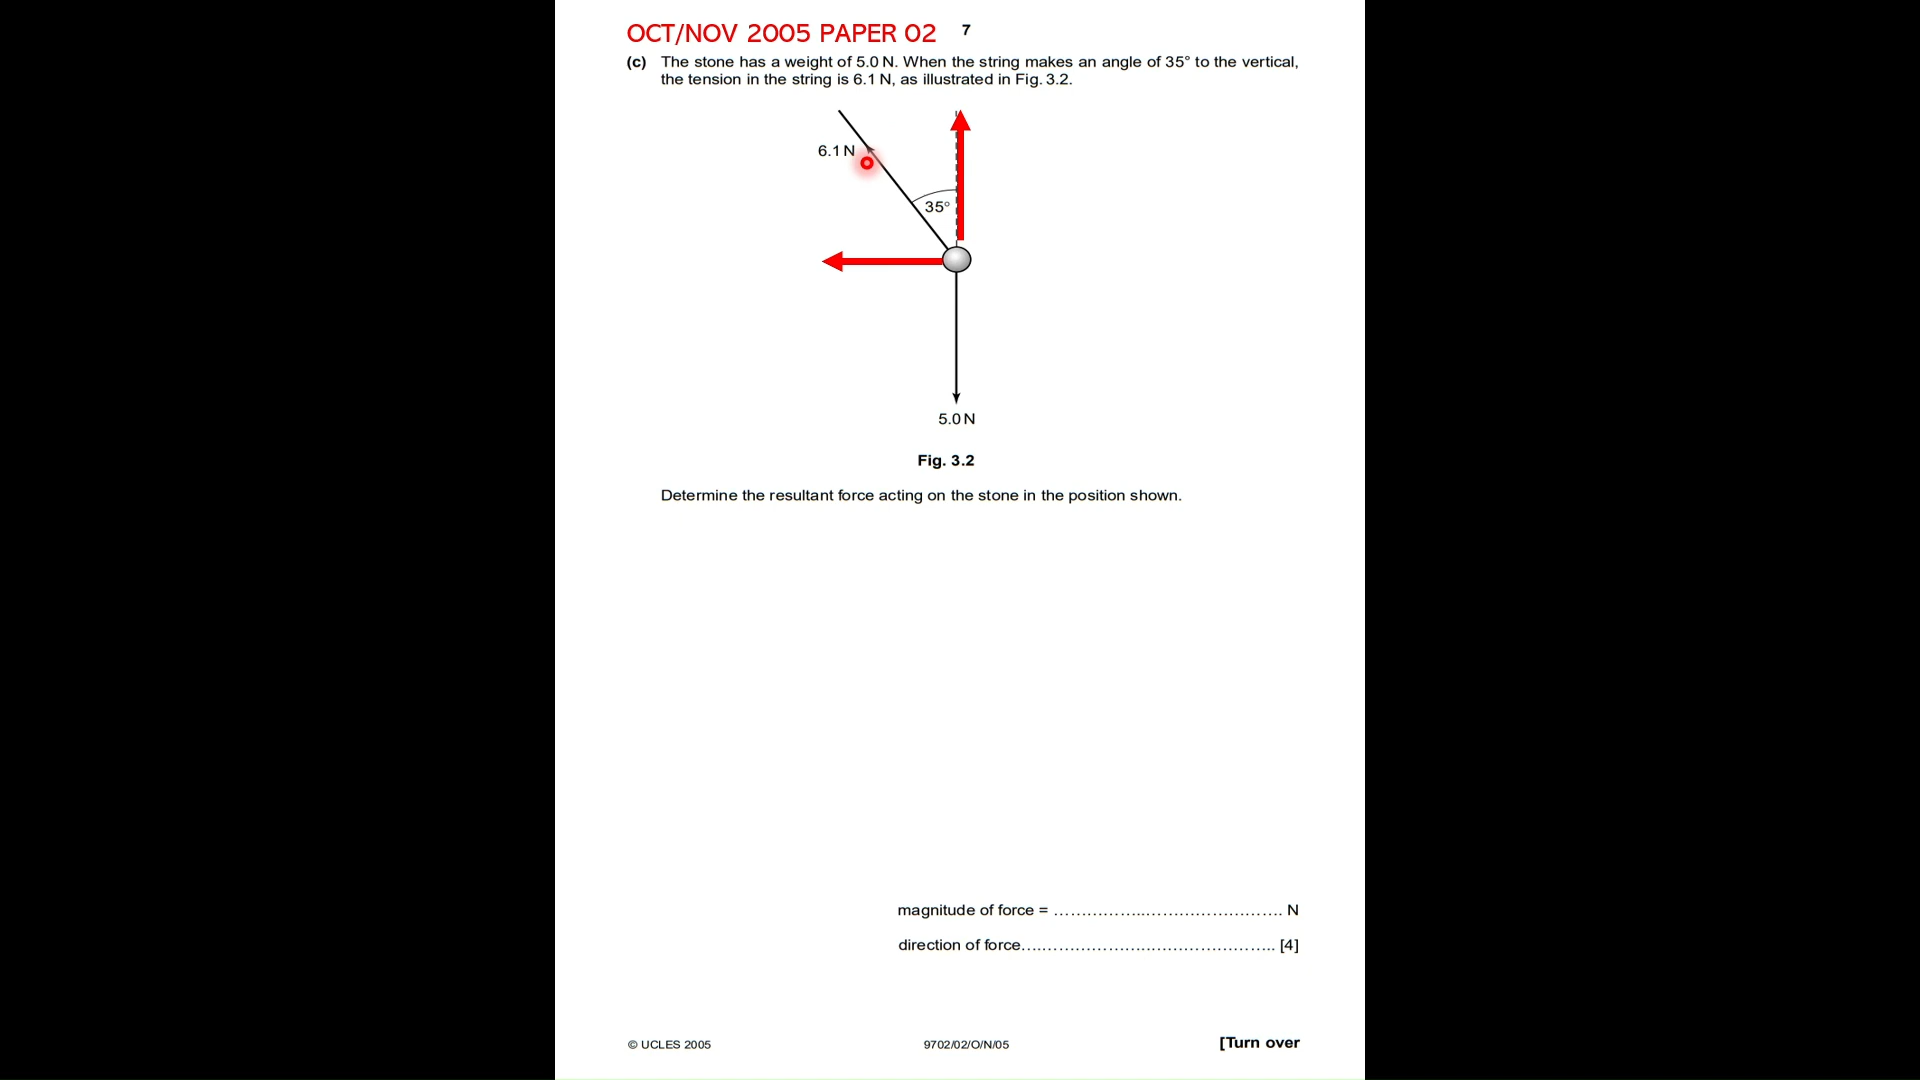 OCT/NOV 2005 PAPER 02 7
(c) The stone has a weight of 5.0 N. When the string makes an angle of 35° to the vertical,
the tension in the string is 6.1 N, as illustrated in Fig. 3.2.
6.1 N
35°
5.0 N
Fig. 3.2
Determine the resultant force acting on the stone in the position shown.
magnitude of force = ........................................ N
direction of force........................................... [4]
© UCLES 2005 9702/02/O/N/05 [Turn over